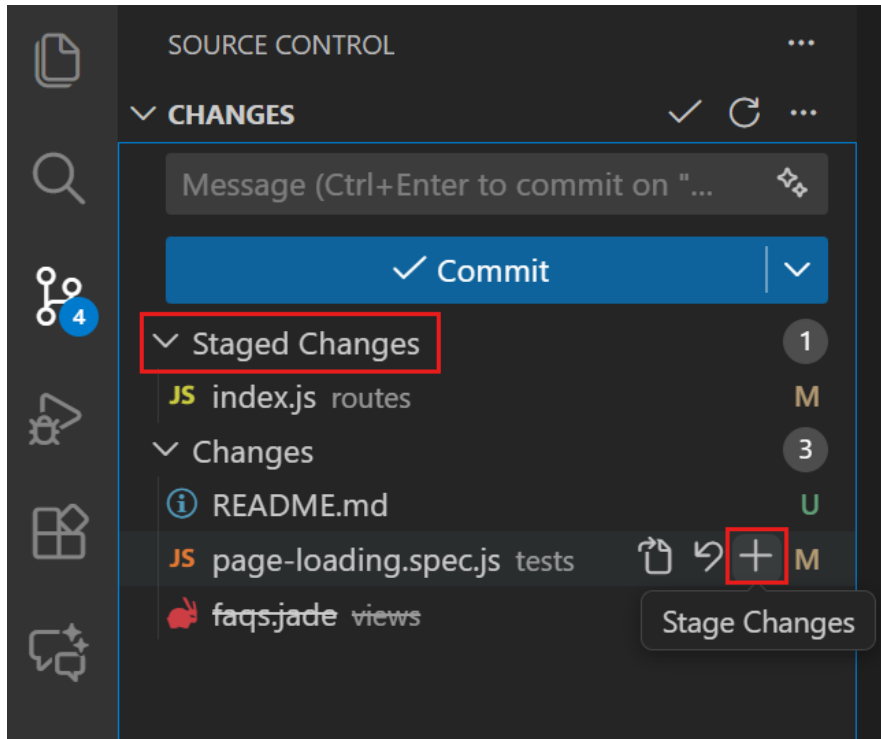 SOURCE CONTROL
CHANGES
Message (Ctrl+Enter to commit on "...
Commit
4
Staged Changes 1
JS index.js routes M
Changes 3
README.md U
JS page-loading.spec.js tests M
faqs.jade views
Stage Changes